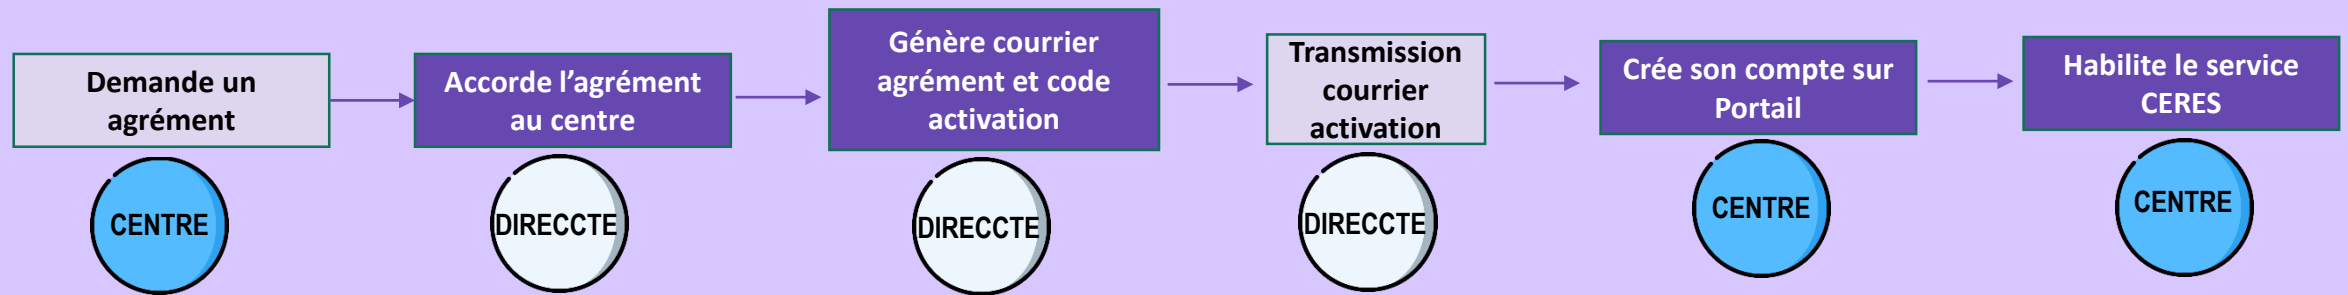 Demande un
agrément
CENTRE
Accorde l’agrément
au centre
DIRECCTE
Génère courrier
agrément et code
activation
DIRECCTE
Transmission
courrier
activation
DIRECCTE
Crée son compte sur
Portail
CENTRE
Habilite le service
CERES
CENTRE